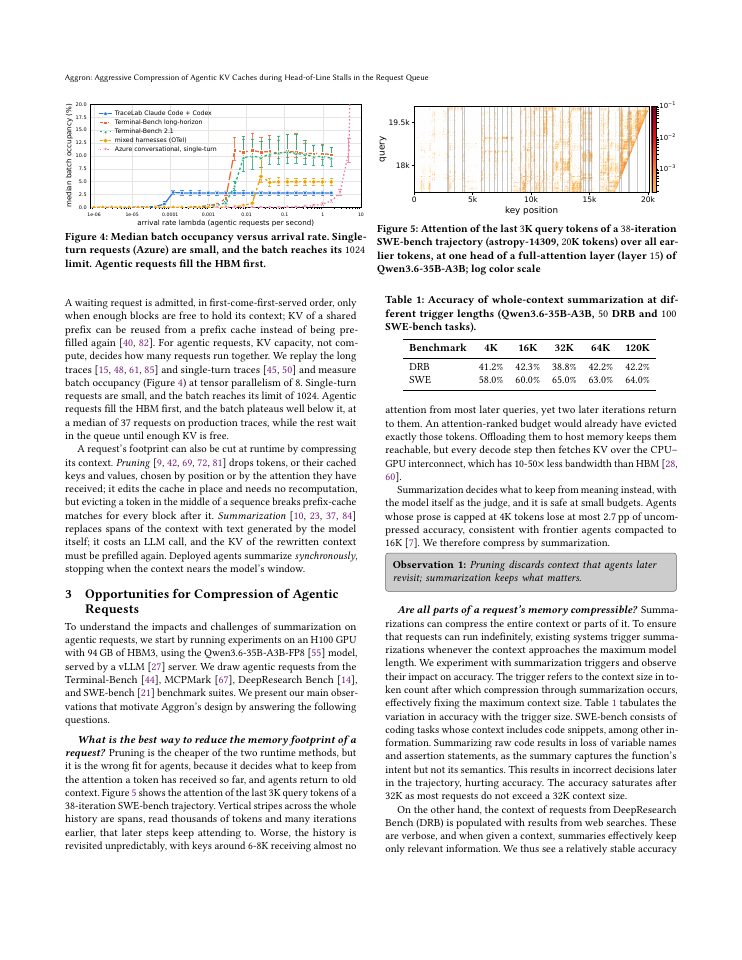 Aggron: Aggressive Compression of Agentic KV Caches during Head-of-Line Stalls in the Request Queue
median batch occupancy (%)
20.0
17.5
15.0
12.5
10.0
7.5
5.0
2.5
0.0
TraceLab Claude Code + Codex
Terminal-Bench long-horizon
Terminal-Bench 2.1
mixed harnesses (OTel)
Azure conversational, single-turn
1e-06 1e-05 0.0001 0.001 0.01 0.1 1 10
arrival rate lambda (agentic requests per second)
Figure 4: Median batch occupancy versus arrival rate. Single-
turn requests (Azure) are small, and the batch reaches its 1024
limit. Agentic requests fill the HBM first.
A waiting request is admitted, in first-come-first-served order, only
when enough blocks are free to hold its context; KV of a shared
prefix can be reused from a prefix cache instead of being pre-
filled again [40, 82]. For agentic requests, KV capacity, not com-
pute, decides how many requests run together. We replay the long
traces [15, 48, 61, 85] and single-turn traces [45, 50] and measure
batch occupancy (Figure 4) at tensor parallelism of 8. Single-turn
requests are small, and the batch reaches its limit of 1024. Agentic
requests fill the HBM first, and the batch plateaus well below it, at
a median of 37 requests on production traces, while the rest wait
in the queue until enough KV is free.
A request's footprint can also be cut at runtime by compressing
its context. Pruning [9, 42, 69, 72, 81] drops tokens, or their cached
keys and values, chosen by position or by the attention they have
received; it edits the cache in place and needs no recomputation,
but evicting a token in the middle of a sequence breaks prefix-cache
matches for every block after it. Summarization [10, 23, 37, 84]
replaces spans of the context with text generated by the model
itself; it costs an LLM call, and the KV of the rewritten context
must be prefilled again. Deployed agents summarize synchronously,
stopping when the context nears the model's window.
3 Opportunities for Compression of Agentic
Requests
To understand the impacts and challenges of summarization on
agentic requests, we start by running experiments on an H100 GPU
with 94 GB of HBM3, using the Qwen3.6-35B-A3B-FP8 [55] model,
served by a vLLM [27] server. We draw agentic requests from the
Terminal-Bench [44], MCPMark [67], DeepResearch Bench [14],
and SWE-bench [21] benchmark suites. We present our main obser-
vations that motivate Aggron's design by answering the following
questions.
What is the best way to reduce the memory footprint of a
request? Pruning is the cheaper of the two runtime methods, but
it is the wrong fit for agents, because it decides what to keep from
the attention a token has received so far, and agents return to old
context. Figure 5 shows the attention of the last 3K query tokens of a
38-iteration SWE-bench trajectory. Vertical stripes across the whole
history are spans, read thousands of tokens and many iterations
earlier, that later steps keep attending to. Worse, the history is
revisited unpredictably, with keys around 6-8K receiving almost no
query
19.5k
18k
0 5k 10k 15k 20k
key position
10−1
10−2
10−3
Figure 5: Attention of the last 3K query tokens of a 38-iteration
SWE-bench trajectory (astropy-14309, 20K tokens) over all ear-
lier tokens, at one head of a full-attention layer (layer 15) of
Qwen3.6-35B-A3B; log color scale
Table 1: Accuracy of whole-context summarization at dif-
ferent trigger lengths (Qwen3.6-35B-A3B, 50 DRB and 100
SWE-bench tasks).
Benchmark 4K 16K 32K 64K 120K
DRB 41.2% 42.3% 38.8% 42.2% 42.2%
SWE 58.0% 60.0% 65.0% 63.0% 64.0%
attention from most later queries, yet two later iterations return
to them. An attention-ranked budget would already have evicted
exactly those tokens. Offloading them to host memory keeps them
reachable, but every decode step then fetches KV over the CPU–
GPU interconnect, which has 10-50× less bandwidth than HBM [28,
60].
Summarization decides what to keep from meaning instead, with
the model itself as the judge, and it is safe at small budgets. Agents
whose prose is capped at 4K tokens lose at most 2.7 pp of uncom-
pressed accuracy, consistent with frontier agents compacted to
16K [7]. We therefore compress by summarization.
Observation 1: Pruning discards context that agents later
revisit; summarization keeps what matters.
Are all parts of a request's memory compressible? Summa-
rizations can compress the entire context or parts of it. To ensure
that requests can run indefinitely, existing systems trigger summa-
rizations whenever the context approaches the maximum model
length. We experiment with summarization triggers and observe
their impact on accuracy. The trigger refers to the context size in to-
ken count after which compression through summarization occurs,
effectively fixing the maximum context size. Table 1 tabulates the
variation in accuracy with the trigger size. SWE-bench consists of
coding tasks whose context includes code snippets, among other in-
formation. Summarizing raw code results in loss of variable names
and assertion statements, as the summary captures the function's
intent but not its semantics. This results in incorrect decisions later
in the trajectory, hurting accuracy. The accuracy saturates after
32K as most requests do not exceed a 32K context size.
On the other hand, the context of requests from DeepResearch
Bench (DRB) is populated with results from web searches. These
are verbose, and when given a context, summaries effectively keep
only relevant information. We thus see a relatively stable accuracy